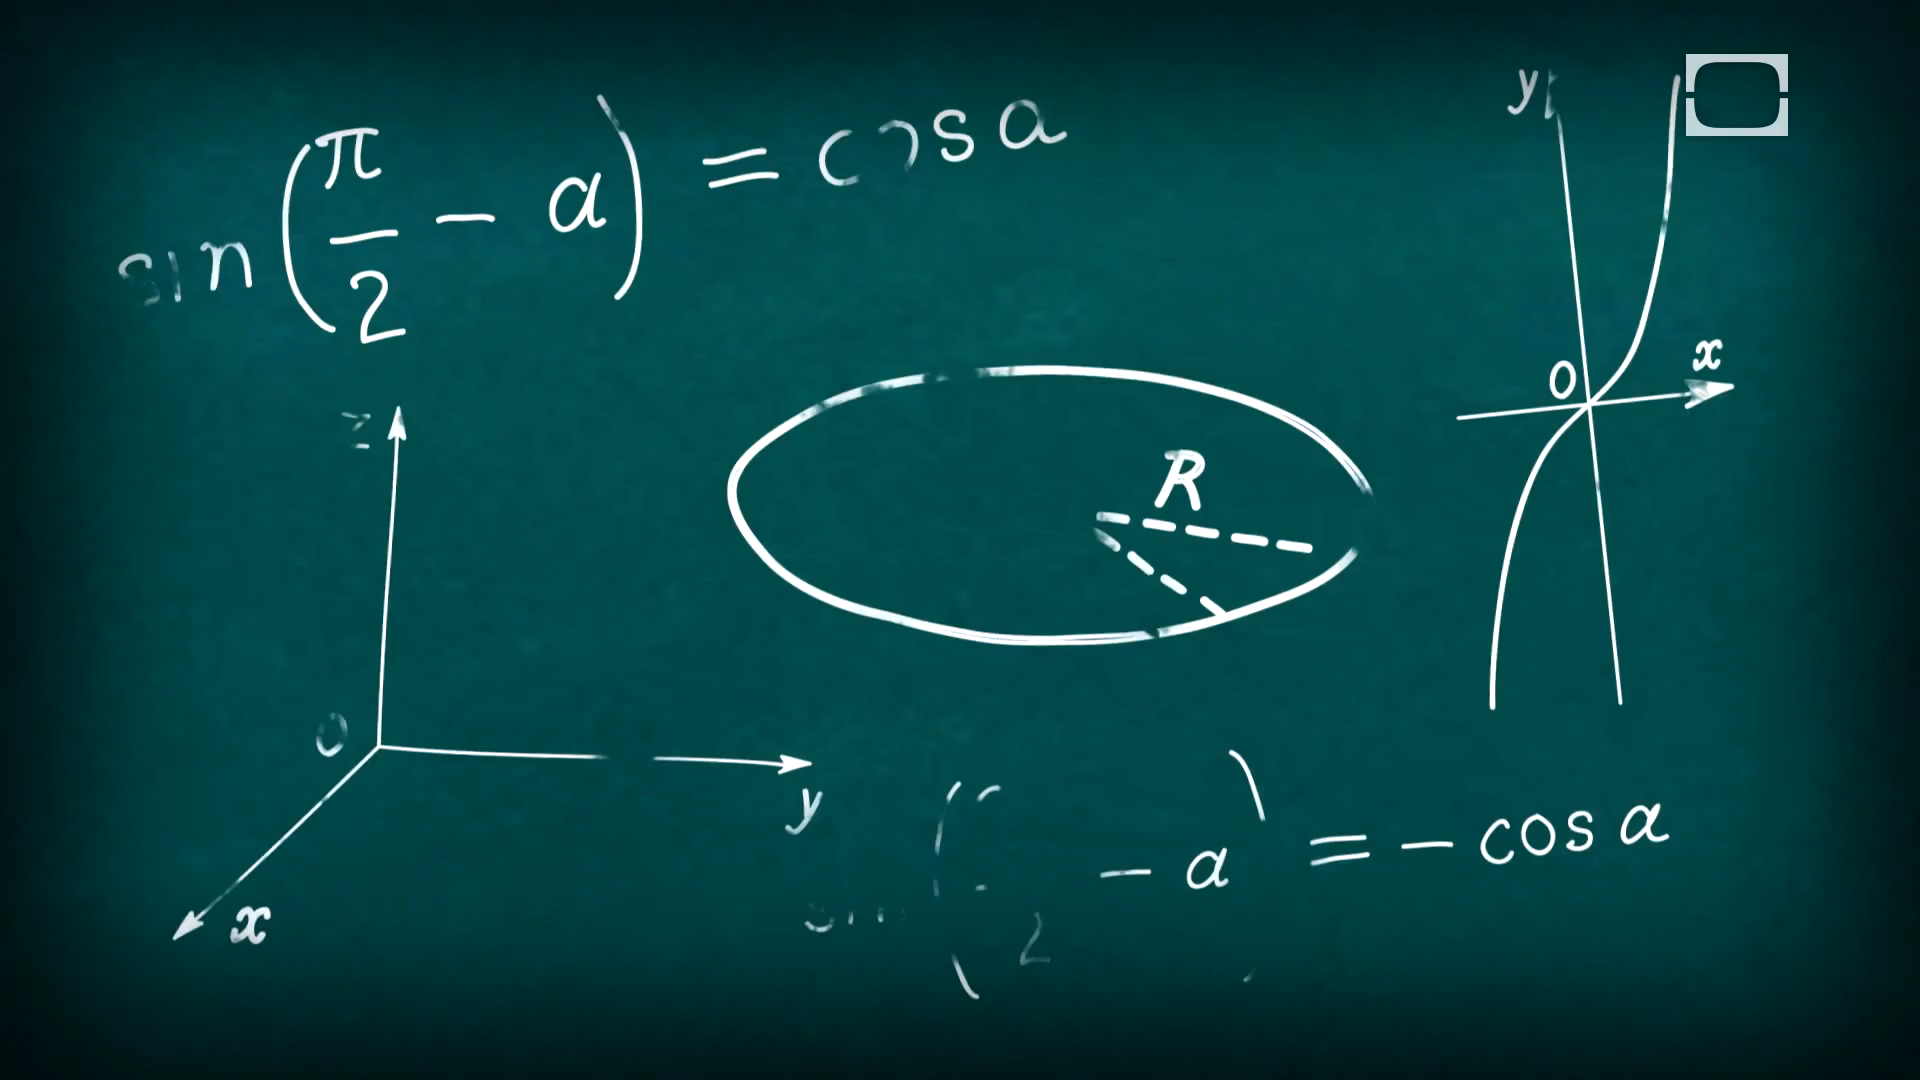 sin(π/2 - a) = cos a
y
x
0
z
R
0
y
x
2 - a = - cos a